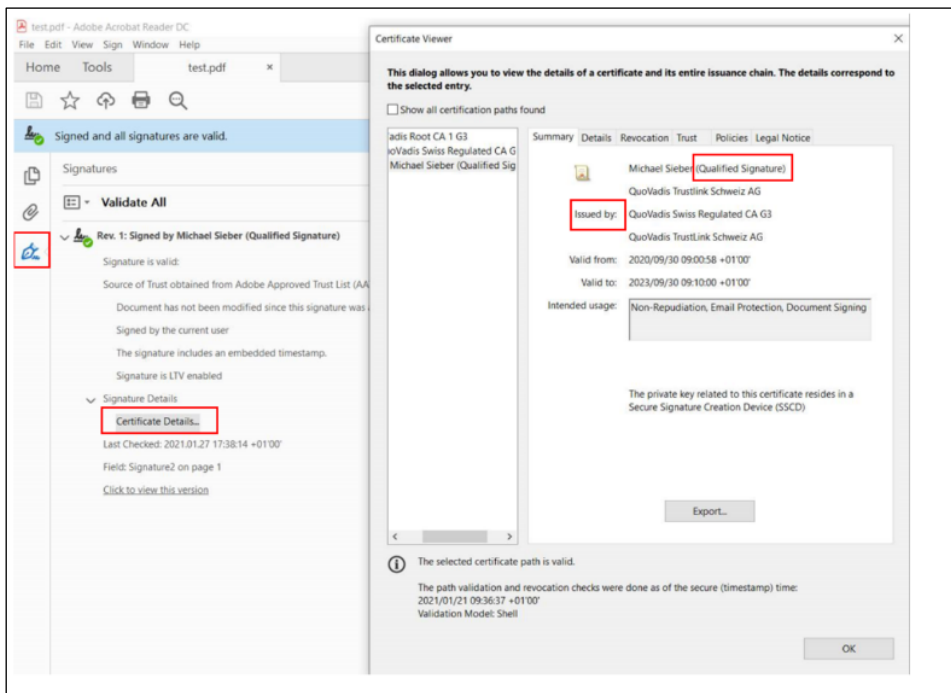 test.pdf - Adobe Acrobat Reader DC
File Edit View Sign Window Help
Home Tools test.pdf ×
Signed and all signatures are valid.
Signatures
Validate All
Rev. 1: Signed by Michael Sieber (Qualified Signature)
Signature is valid:
Source of Trust obtained from Adobe Approved Trust List (AA
Document has not been modified since this signature was
Signed by the current user
The signature includes an embedded timestamp.
Signature is LTV enabled
Signature Details
Certificate Details...
Last Checked: 2021.01.27 17:38:14 +01'00'
Field: Signature2 on page 1
Click to view this version
Certificate Viewer
This dialog allows you to view the details of a certificate and its entire issuance chain. The details correspond to
the selected entry.
Show all certification paths found
adis Root CA 1 G3
oVadis Swiss Regulated CA G
Michael Sieber (Qualified Sig
Summary Details Revocation Trust Policies Legal Notice
Michael Sieber (Qualified Signature)
QuoVadis Trustlink Schweiz AG
Issued by: QuoVadis Swiss Regulated CA G3
QuoVadis TrustLink Schweiz AG
Valid from: 2020/09/30 09:00:58 +01'00'
Valid to: 2023/09/30 09:10:00 +01'00'
Intended usage: Non-Repudiation, Email Protection, Document Signing
The private key related to this certificate resides in a
Secure Signature Creation Device (SSCD)
Export...
The selected certificate path is valid.
The path validation and revocation checks were done as of the secure (timestamp) time:
2021/01/21 09:36:37 +01'00'
Validation Model: Shell
OK